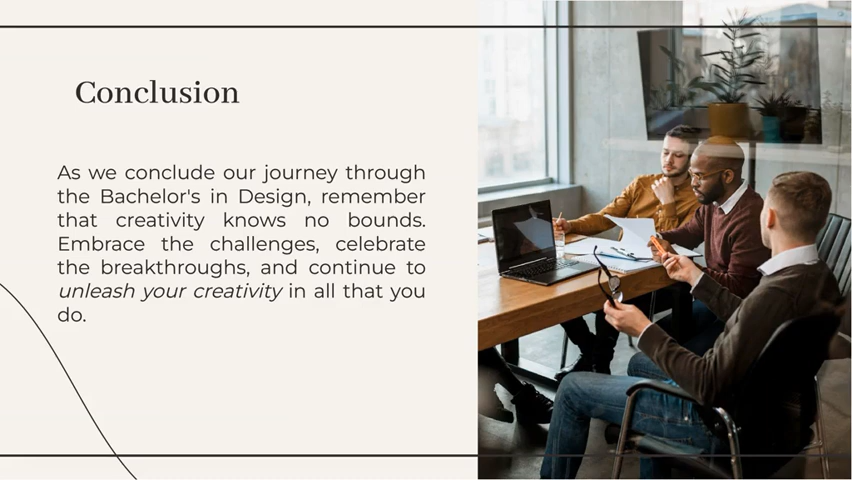 Conclusion
As we conclude our journey through
the Bachelor's in Design, remember
that creativity knows no bounds.
Embrace the challenges, celebrate
the breakthroughs, and continue to
unleash your creativity in all that you
do.